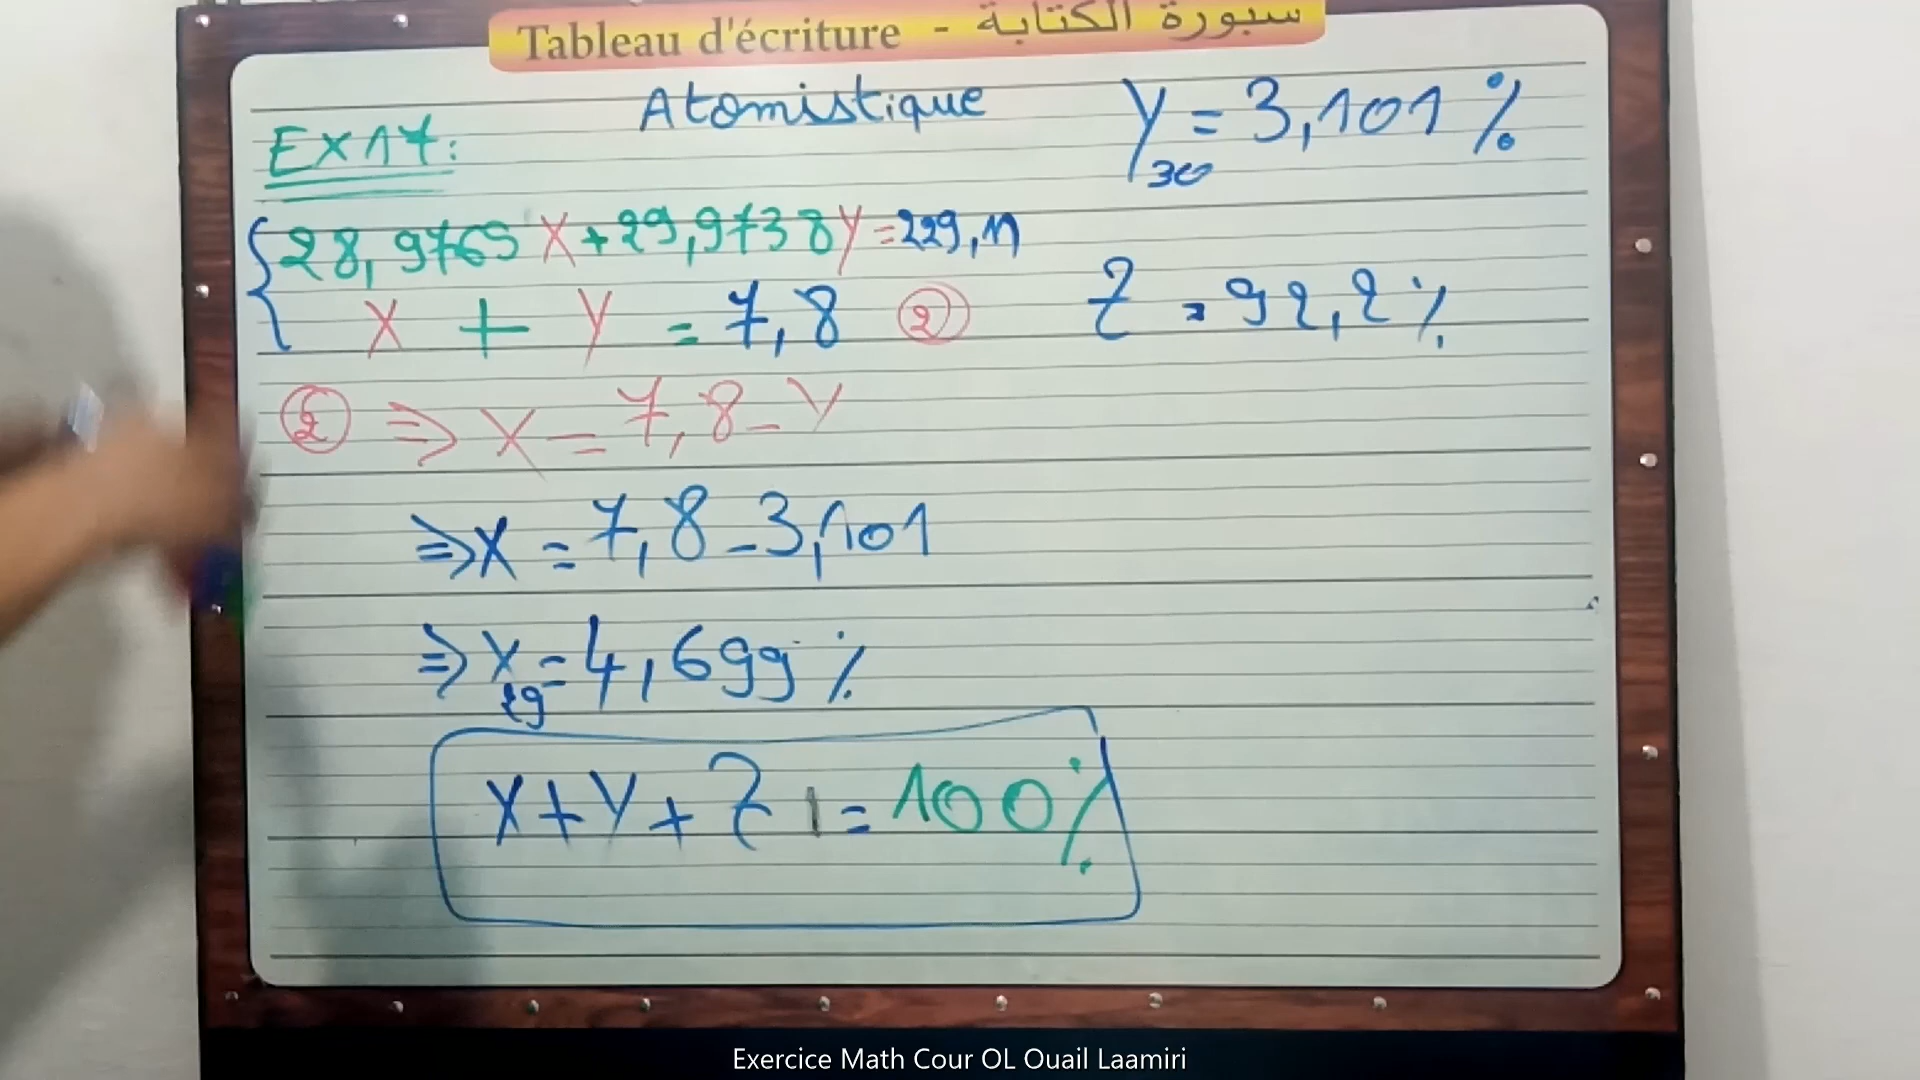 Tableau d'écriture - سبورة الكتابة
Atomistique
EX17:
Y₃₀ = 3,101 %
28,9765 X + 29,9738 Y = 229,11
X + Y = 7,8 ②
Z = 92,2 %
② ⇒ X = 7,8 - Y
⇒ X = 7,8 - 3,101
⇒ X₂₉ = 4,699 %
X + Y + Z = 100%
Exercice Math Cour OL Ouail Laamiri